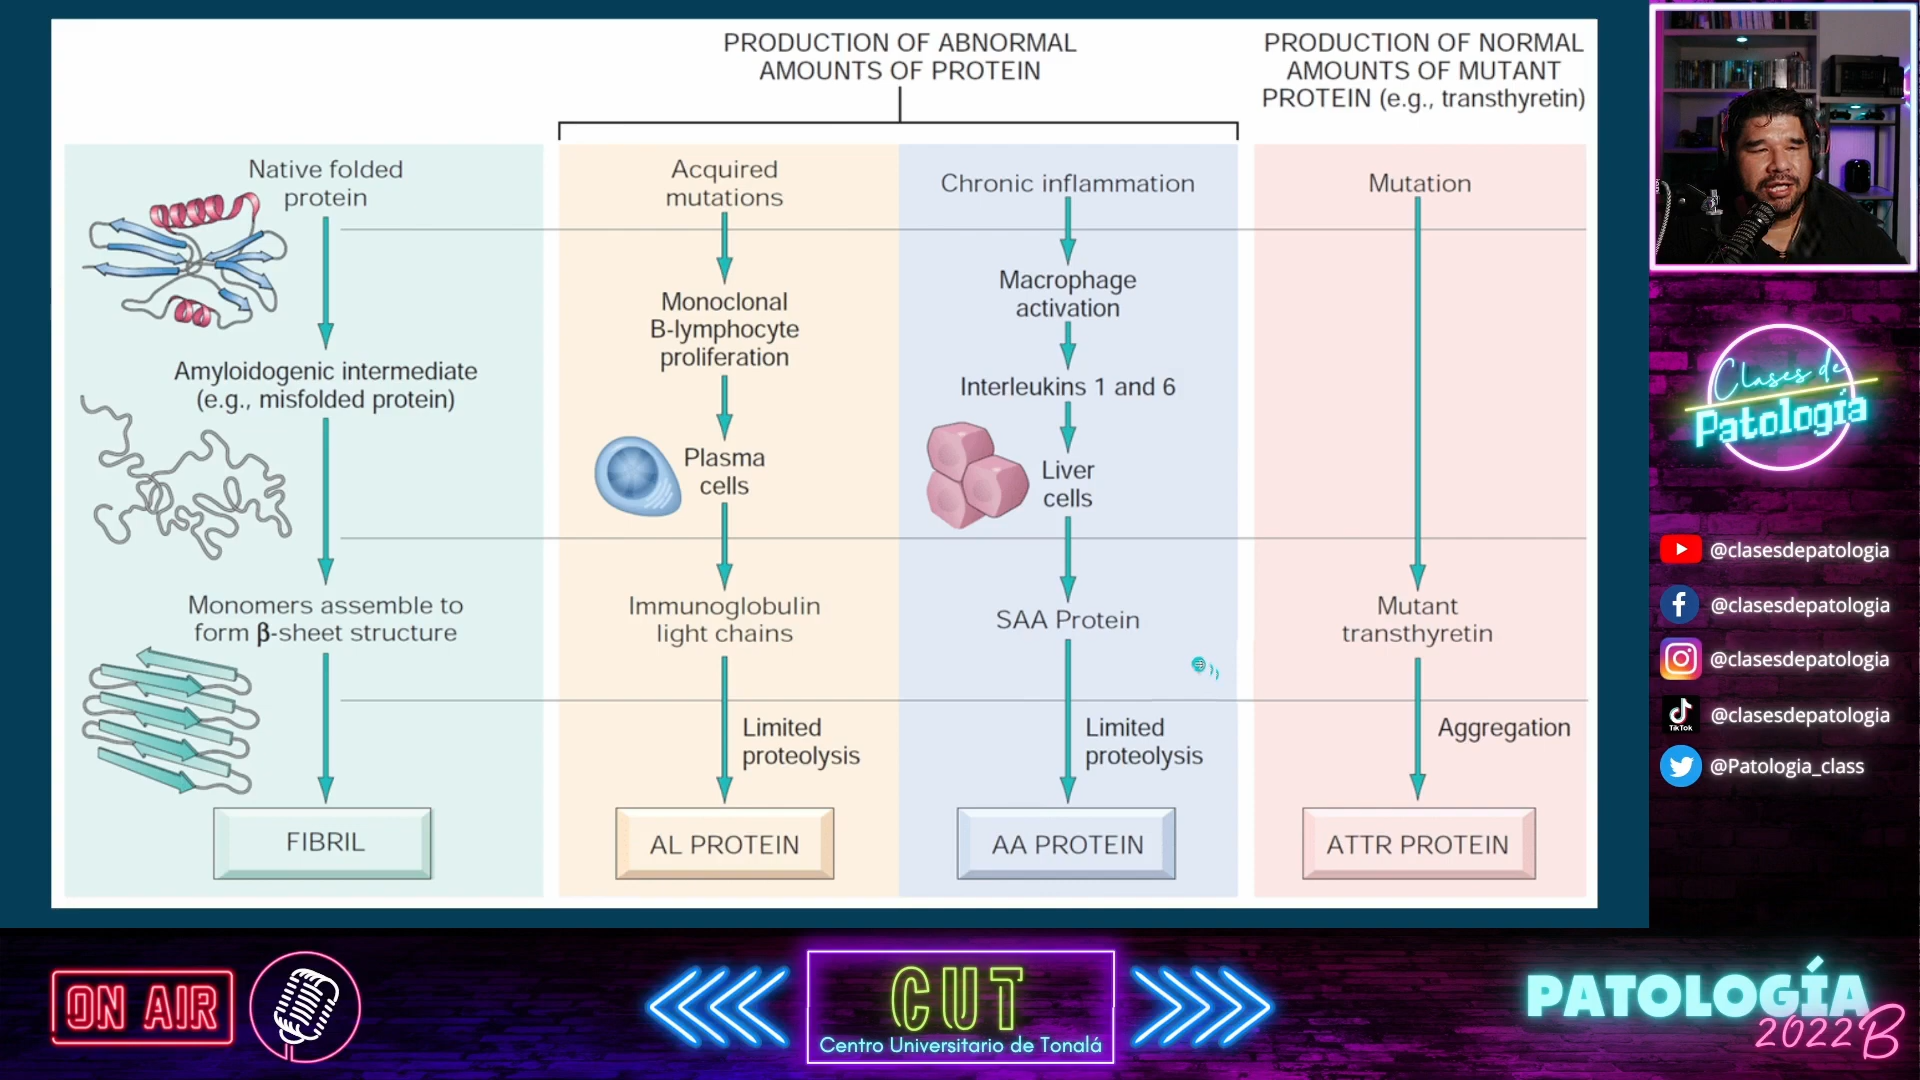 PRODUCTION OF ABNORMAL
AMOUNTS OF PROTEIN
PRODUCTION OF NORMAL
AMOUNTS OF MUTANT
PROTEIN (e.g., transthyretin)
Native folded
protein
Amyloidogenic intermediate
(e.g., misfolded protein)
Monomers assemble to
form β-sheet structure
FIBRIL
Acquired
mutations
Monoclonal
B-lymphocyte
proliferation
Plasma
cells
Immunoglobulin
light chains
Limited
proteolysis
AL PROTEIN
Chronic inflammation
Macrophage
activation
Interleukins 1 and 6
Liver
cells
SAA Protein
Limited
proteolysis
AA PROTEIN
Mutation
Mutant
transthyretin
Aggregation
ATTR PROTEIN
Clases de
Patología
@clasesdepatologia
@clasesdepatologia
@clasesdepatologia
TikTok
@clasesdepatologia
@Patologia_class
ON AIR
CUT
Centro Universitario de Tonalá
PATOLOGÍA
2022B